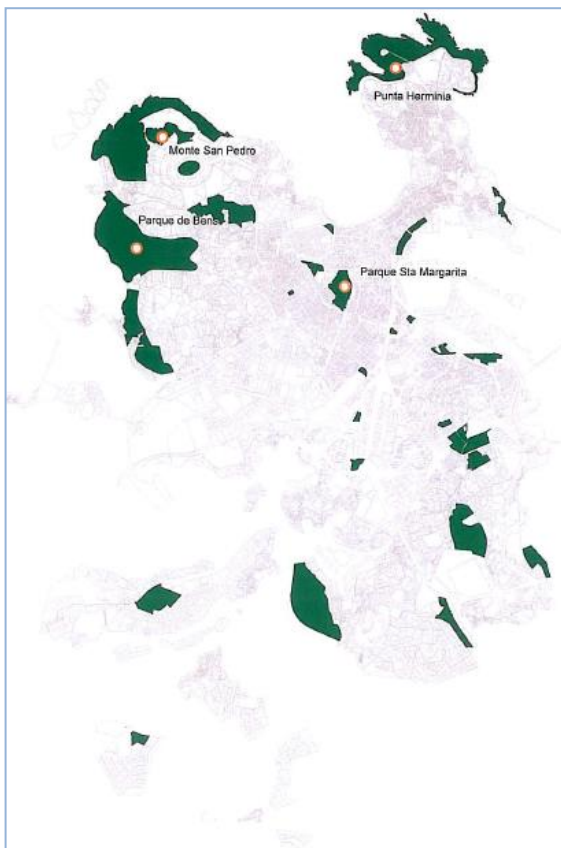 Punta Herminia
Monte San Pedro
Parque de Bens
Parque Sta Margarita